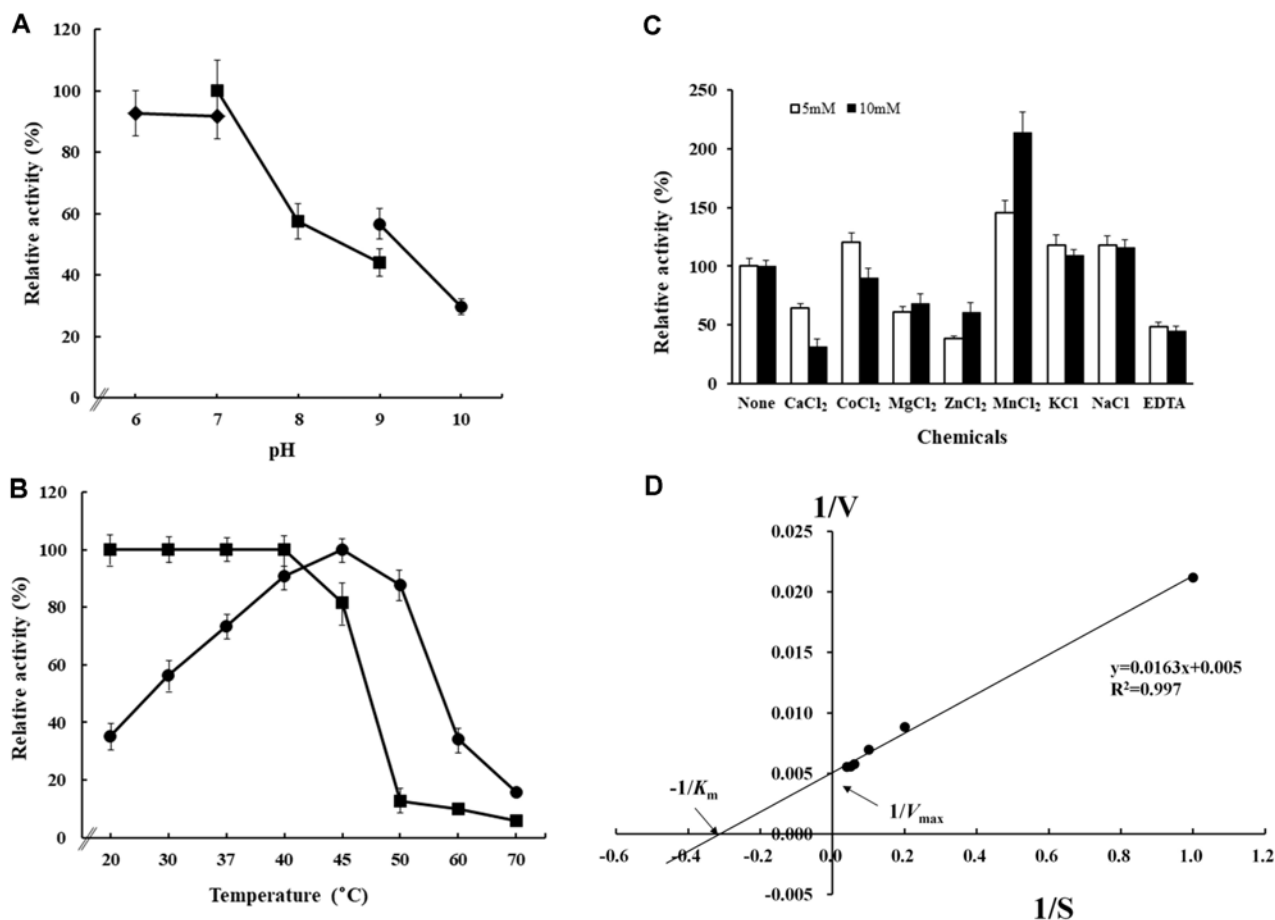 A
120
100
80
60
40
20
0
Relative activity (%)
6 7 8 9 10
pH
B
120
100
80
60
40
20
0
Relative activity (%)
20 30 37 40 45 50 60 70
Temperature (°C)
C
250
200
150
100
50
0
Relative activity (%)
5mM 10mM
None CaCl₂ CoCl₂ MgCl₂ ZnCl₂ MnCl₂ KCl NaCl EDTA
Chemicals
D
1/V
0.025
0.020
0.015
0.010
0.005
0.000
-0.005
y=0.0163x+0.005
R²=0.997
-1/Kₘ
1/Vmax
-0.6 -0.4 -0.2 0.0 0.2 0.4 0.6 0.8 1.0 1.2
1/S